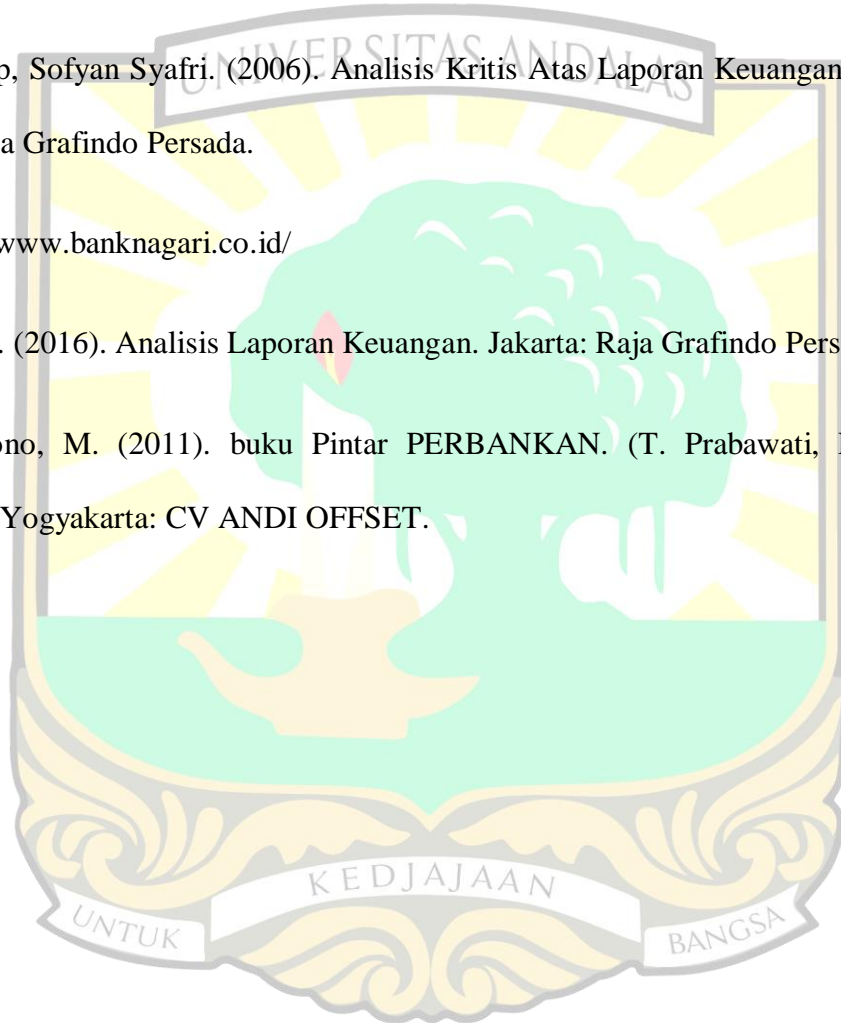 UNIVERSITAS ANDALAS
p, Sofyan Syafri. (2006). Analisis Kritis Atas Laporan Keuangan
a Grafindo Persada.
www.banknagari.co.id/
. (2016). Analisis Laporan Keuangan. Jakarta: Raja Grafindo Pers
ono, M. (2011). buku Pintar PERBANKAN. (T. Prabawati,
Yogyakarta: CV ANDI OFFSET.
KEDJAJAAN
UNTUK
BANGSA